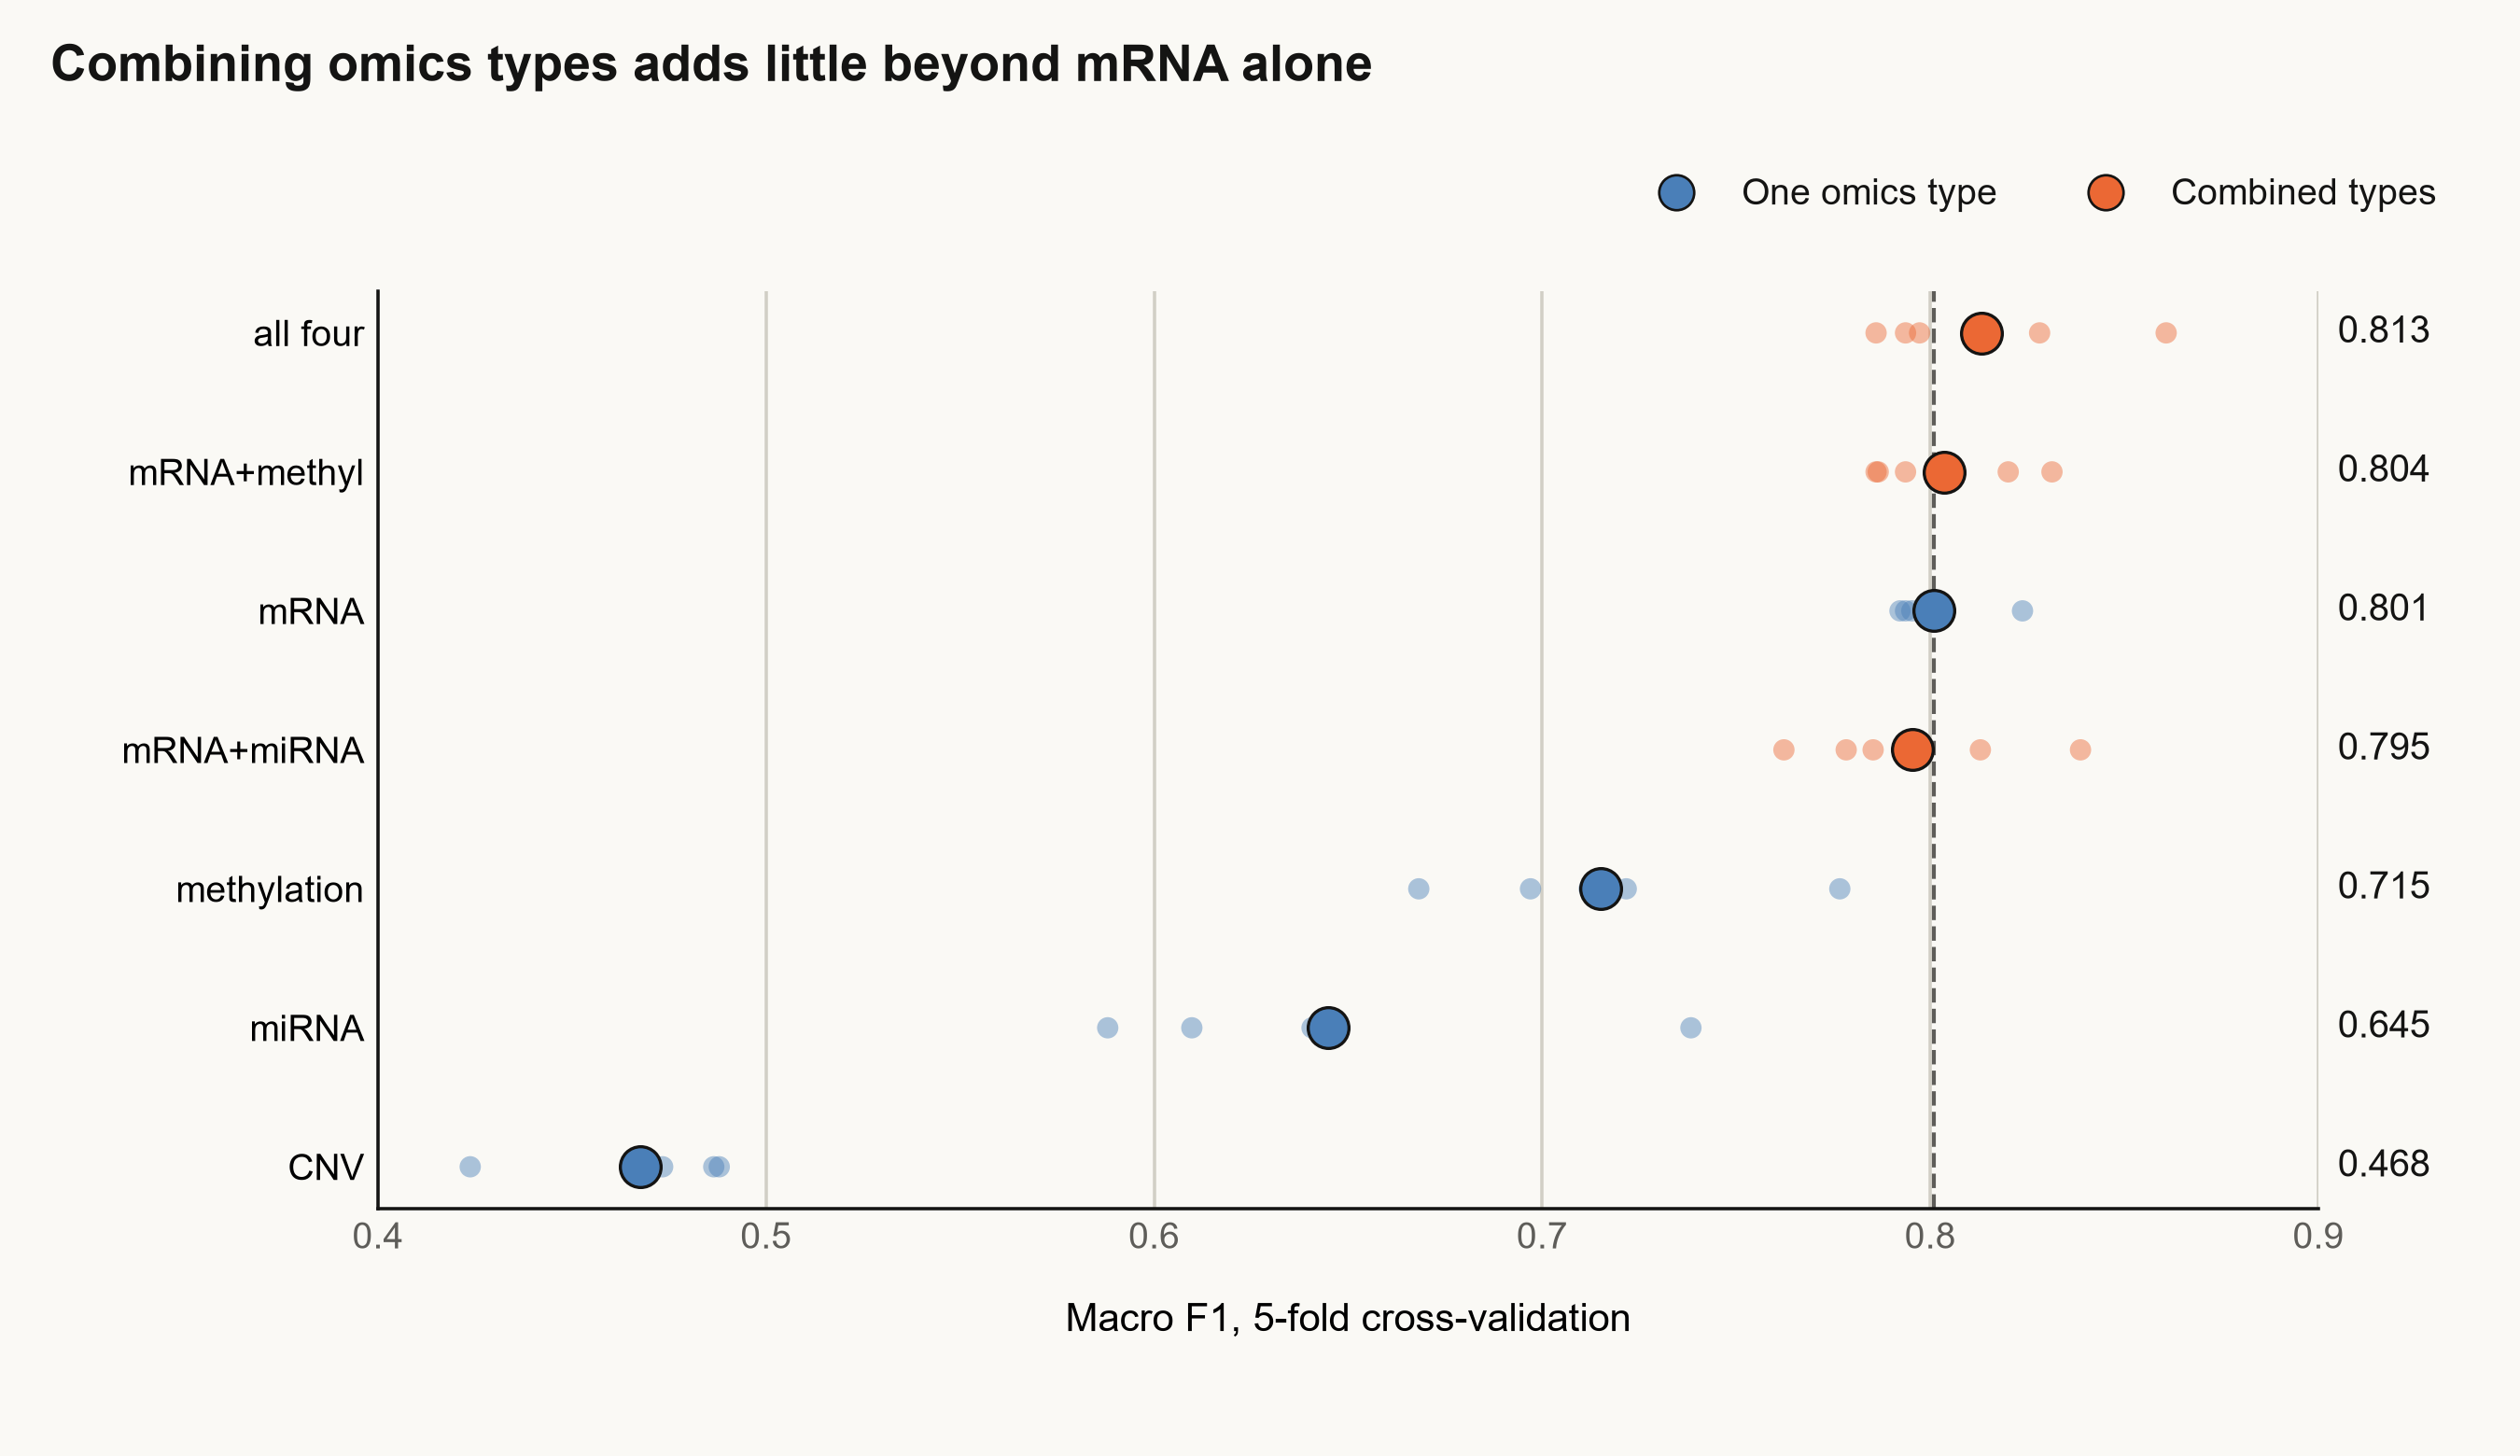 Combining omics types adds little beyond mRNA alone
One omics type
Combined types
all four
0.813
mRNA+methyl
0.804
mRNA
0.801
mRNA+miRNA
0.795
methylation
0.715
miRNA
0.645
CNV
0.468
0.4
0.5
0.6
0.7
0.8
0.9
Macro F1, 5-fold cross-validation